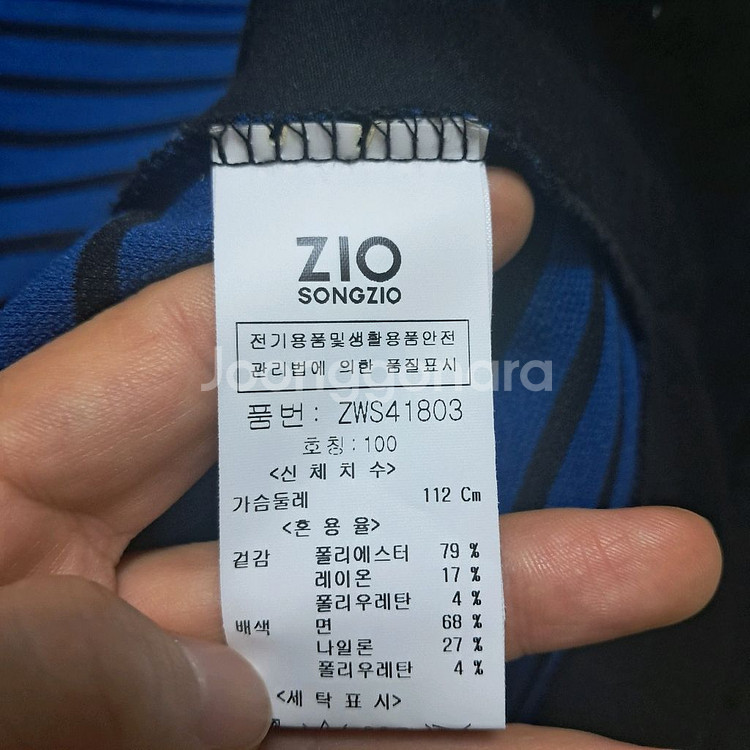 ZIO
SONGZIO
전기용품및생활용품안전
관리법에 의한 품질표시
Joonggonara
품번: ZWS41803
호칭:100
<신 체 치 수>
가슴둘레 112 Cm
<혼 용 율>
겉감 폴리에스터 79 %
레이온 17 %
폴리우레탄 4 %
배색 면 68 %
나일론 27 %
폴리우레탄 4 %
<세 탁 표 시>